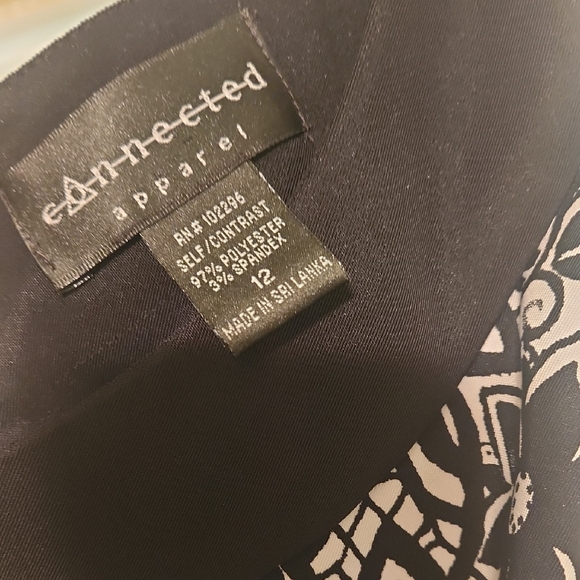 connected
apparel
RN# 102296
SELF/CONTRAST
97% POLYESTER
3% SPANDEX
12
MADE IN SRI LANKA